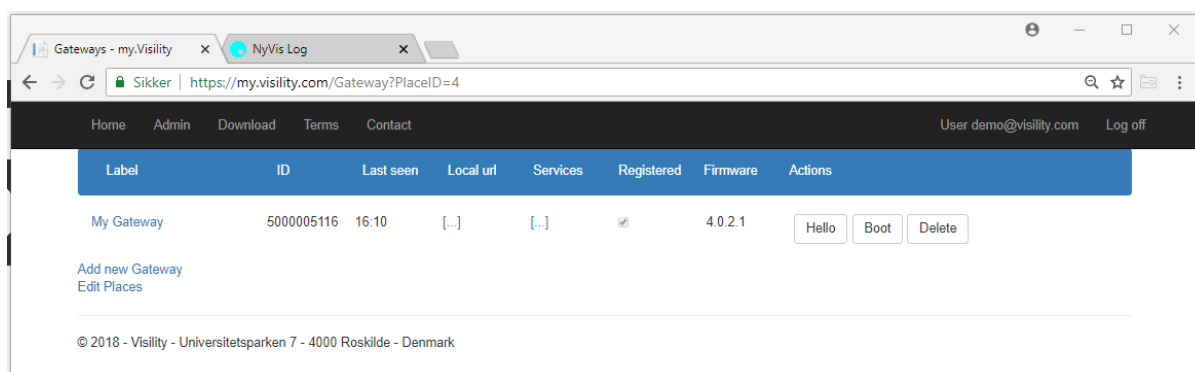 Gateways - my.Visility
NyVis Log
Sikker https://my.visility.com/Gateway?PlaceID=4
Home Admin Download Terms Contact User demo@visility.com Log off
Label ID Last seen Local url Services Registered Firmware Actions
My Gateway 5000005116 16:10 [...] [...] 4.0.2.1 Hello Boot Delete
Add new Gateway
Edit Places
© 2018 - Visility - Universitetsparken 7 - 4000 Roskilde - Denmark